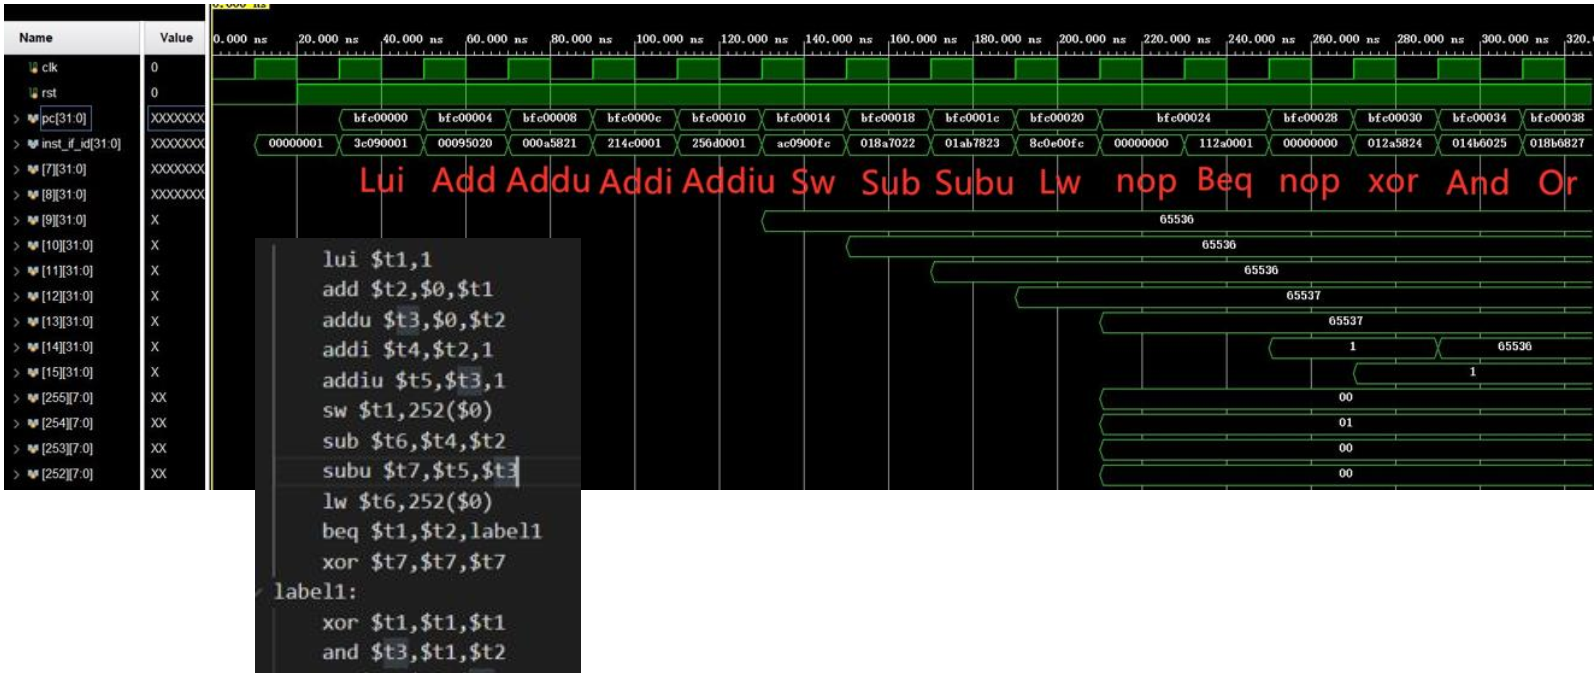 0.000 ns
Name Value 0.000 ns 20.000 ns 40.000 ns 60.000 ns 80.000 ns 100.000 ns 120.000 ns 140.000 ns 160.000 ns 180.000 ns 200.000 ns 220.000 ns 240.000 ns 260.000 ns 280.000 ns 300.000 ns 320.
clk 0
rst 0
pc[31:0] XXXXXXX bfc00000 bfc00004 bfc00008 bfc0000c bfc00010 bfc00014 bfc00018 bfc0001c bfc00020 bfc00024 bfc00028 bfc00030 bfc00034 bfc00038
inst_if_id[31:0] XXXXXXX 00000001 3c090001 00095020 000a5821 214c0001 256d0001 ac0900fc 018a7022 01ab7823 8c0e00fc 00000000 112a0001 00000000 012a5824 014b6025 018b6827
[7][31:0] XXXXXXX
Lui Add Addu Addi Addiu Sw Sub Subu Lw nop Beq nop xor And Or
[8][31:0] XXXXXXX
[9][31:0] X 65536
[10][31:0] X 65536
[11][31:0] X 65536
[12][31:0] X 65537
[13][31:0] X 65537
[14][31:0] X 1 65536
[15][31:0] X 1
[255][7:0] XX 00
[254][7:0] XX 01
[253][7:0] XX 00
[252][7:0] XX 00
lui $t1,1
add $t2,$0,$t1
addu $t3,$0,$t2
addi $t4,$t2,1
addiu $t5,$t3,1
sw $t1,252($0)
sub $t6,$t4,$t2
subu $t7,$t5,$t3
lw $t6,252($0)
beq $t1,$t2,label1
xor $t7,$t7,$t7
label1:
xor $t1,$t1,$t1
and $t3,$t1,$t2